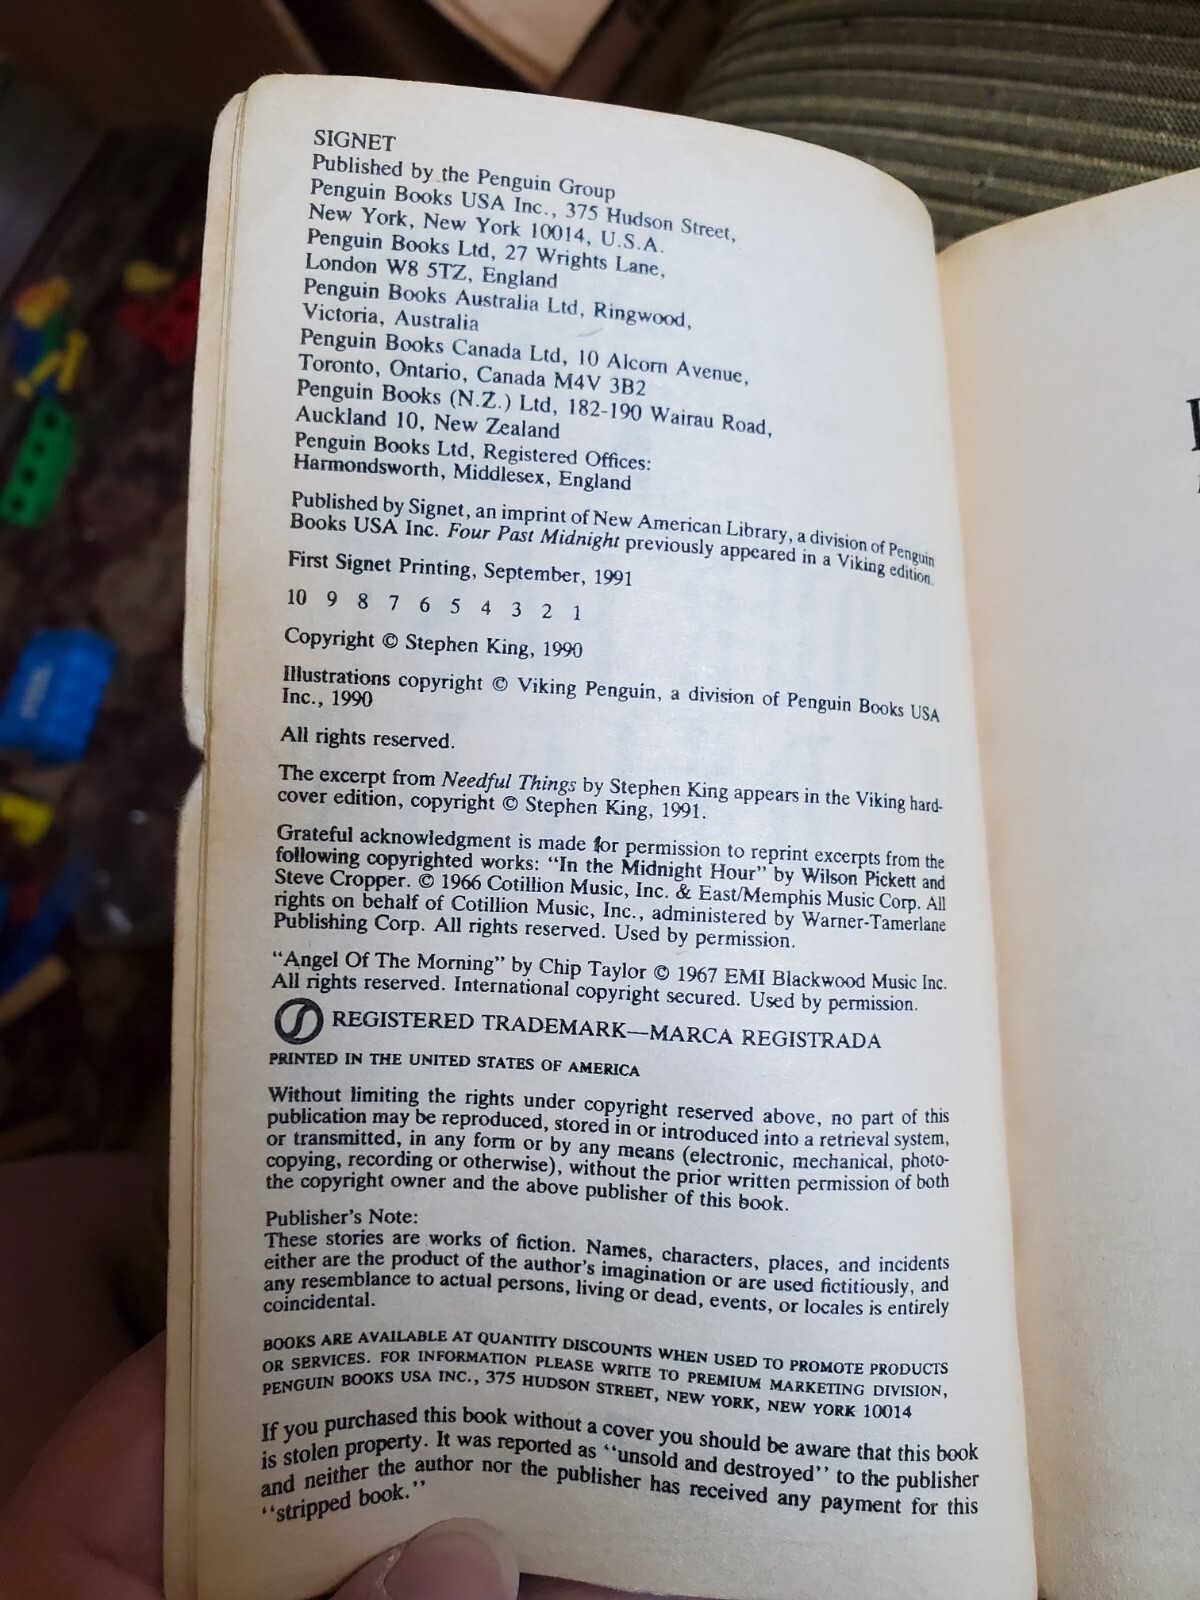 SIGNET
Published by the Penguin Group
Penguin Books USA Inc., 375 Hudson Street,
New York, New York 10014, U.S.A.
Penguin Books Ltd, 27 Wrights Lane,
London W8 5TZ, England
Penguin Books Australia Ltd, Ringwood,
Victoria, Australia
Penguin Books Canada Ltd, 10 Alcorn Avenue,
Toronto, Ontario, Canada M4V 3B2
Penguin Books (N.Z.) Ltd, 182-190 Wairau Road,
Auckland 10, New Zealand
Penguin Books Ltd, Registered Offices:
Harmondsworth, Middlesex, England
Published by Signet, an imprint of New American Library, a division of Penguin
Books USA Inc. Four Past Midnight previously appeared in a Viking edition.
First Signet Printing, September, 1991
10 9 8 7 6 5 4 3 2 1
Copyright © Stephen King, 1990
Illustrations copyright © Viking Penguin, a division of Penguin Books USA
Inc., 1990
All rights reserved.
The excerpt from Needful Things by Stephen King appears in the Viking hard-
cover edition, copyright © Stephen King, 1991.
Grateful acknowledgment is made for permission to reprint excerpts from the
following copyrighted works: "In the Midnight Hour" by Wilson Pickett and
Steve Cropper. © 1966 Cotillion Music, Inc. & East/Memphis Music Corp. All
rights on behalf of Cotillion Music, Inc., administered by Warner-Tamerlane
Publishing Corp. All rights reserved. Used by permission.
"Angel Of The Morning" by Chip Taylor © 1967 EMI Blackwood Music Inc.
All rights reserved. International copyright secured. Used by permission.
REGISTERED TRADEMARK—MARCA REGISTRADA
PRINTED IN THE UNITED STATES OF AMERICA
Without limiting the rights under copyright reserved above, no part of this
publication may be reproduced, stored in or introduced into a retrieval system,
or transmitted, in any form or by any means (electronic, mechanical, photo-
copying, recording or otherwise), without the prior written permission of both
the copyright owner and the above publisher of this book.
Publisher's Note:
These stories are works of fiction. Names, characters, places, and incidents
either are the product of the author's imagination or are used fictitiously, and
any resemblance to actual persons, living or dead, events, or locales is entirely
coincidental.
BOOKS ARE AVAILABLE AT QUANTITY DISCOUNTS WHEN USED TO PROMOTE PRODUCTS
OR SERVICES. FOR INFORMATION PLEASE WRITE TO PREMIUM MARKETING DIVISION,
PENGUIN BOOKS USA INC., 375 HUDSON STREET, NEW YORK, NEW YORK 10014
If you purchased this book without a cover you should be aware that this book
is stolen property. It was reported as "unsold and destroyed" to the publisher
and neither the author nor the publisher has received any payment for this
"stripped book."